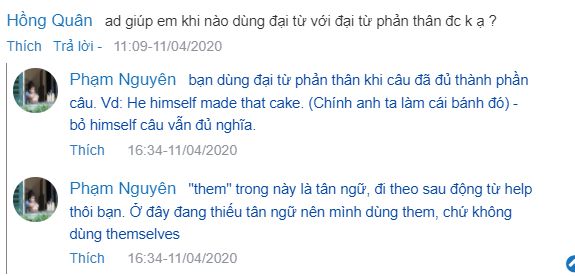 Hồng Quân ad giúp em khi nào dùng đại từ với đại từ phản thân đc k ạ ?
Thích Trả lời - 11:09-11/04/2020
Phạm Nguyên bạn dùng đại từ phản thân khi câu đã đủ thành phần
câu. Vd: He himself made that cake. (Chính anh ta làm cái bánh đó) -
bỏ himself câu vẫn đủ nghĩa.
Thích 16:34-11/04/2020
Phạm Nguyên "them" trong này là tân ngữ, đi theo sau động từ help
thôi bạn. Ở đây đang thiếu tân ngữ nên mình dùng them, chứ không
dùng themselves
Thích 16:34-11/04/2020